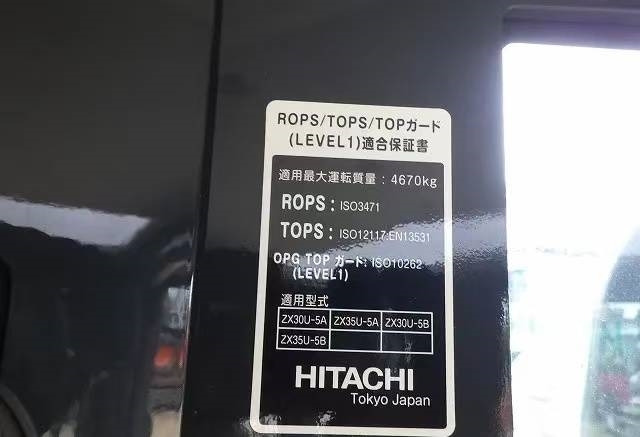 ROPS/TOPS/TOPガード
(LEVEL1)適合保証書
適用最大運転質量 : 4670kg
ROPS : ISO3471
TOPS : ISO12117:EN13531
OPG TOP ガード: ISO10262
(LEVEL1)
適用型式
ZX30U-5A ZX35U-5A ZX30U-5B
ZX35U-5B
HITACHI
Tokyo Japan